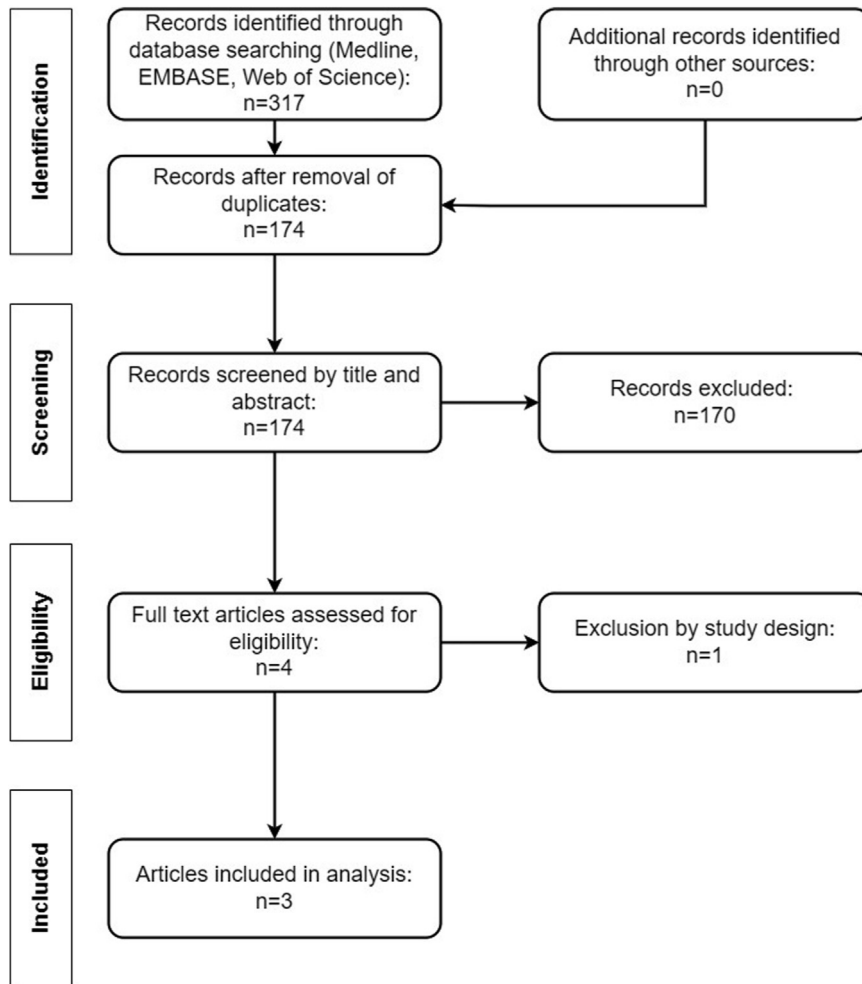 Identification
Records identified through
database searching (Medline,
EMBASE, Web of Science):
n=317
Additional records identified
through other sources:
n=0
Records after removal of
duplicates:
n=174
Screening
Records screened by title and
abstract:
n=174
Records excluded:
n=170
Eligibility
Full text articles assessed for
eligibility:
n=4
Exclusion by study design:
n=1
Included
Articles included in analysis:
n=3